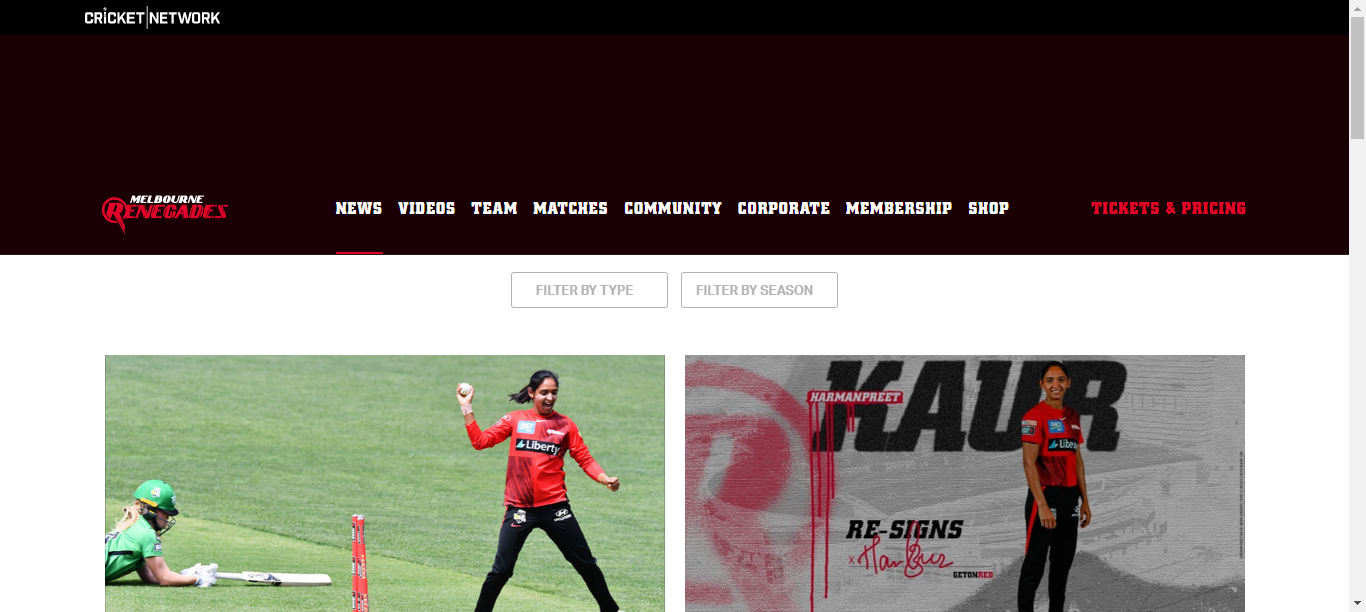 CRICKET NETWORK
MELBOURNE
RENEGADES
NEWS VIDEOS TEAM MATCHES COMMUNITY CORPORATE MEMBERSHIP SHOP
TICKETS & PRICING
FILTER BY TYPE
FILTER BY SEASON
Liberty
HYUNDAI
KAUR
HARMANPREET
RE-SIGNS
x
GETONRED